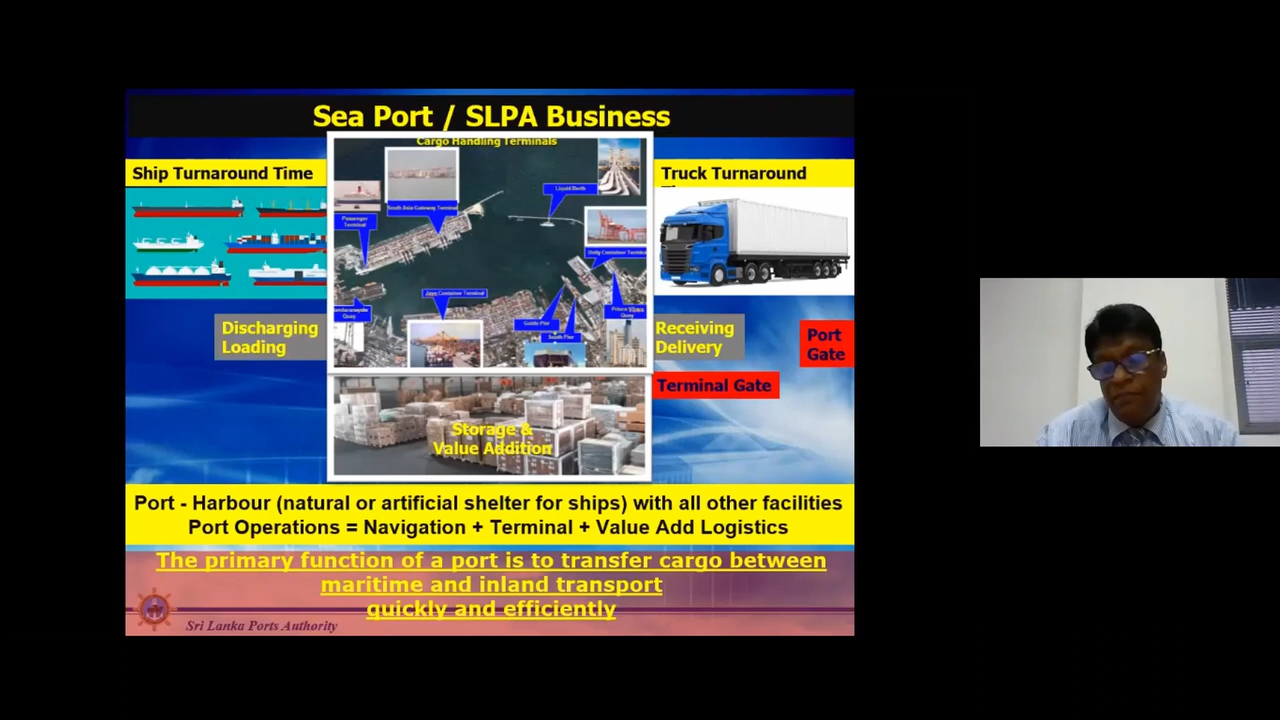 Sea Port / SLPA Business
Cargo Handling Terminals
Ship Turnaround Time
Truck Turnaround
Liquid Berth
South Asia Gateway Terminal
Passenger
Terminal
Unity Container Terminal
Jaya Container Terminal
Quay
Guide Pier
South Pier
Quay
Discharging
Loading
Receiving
Delivery
Port
Gate
Terminal Gate
Storage &
Value Addition
Port - Harbour (natural or artificial shelter for ships) with all other facilities
Port Operations = Navigation + Terminal + Value Add Logistics
The primary function of a port is to transfer cargo between
maritime and inland transport
quickly and efficiently
Sri Lanka Ports Authority